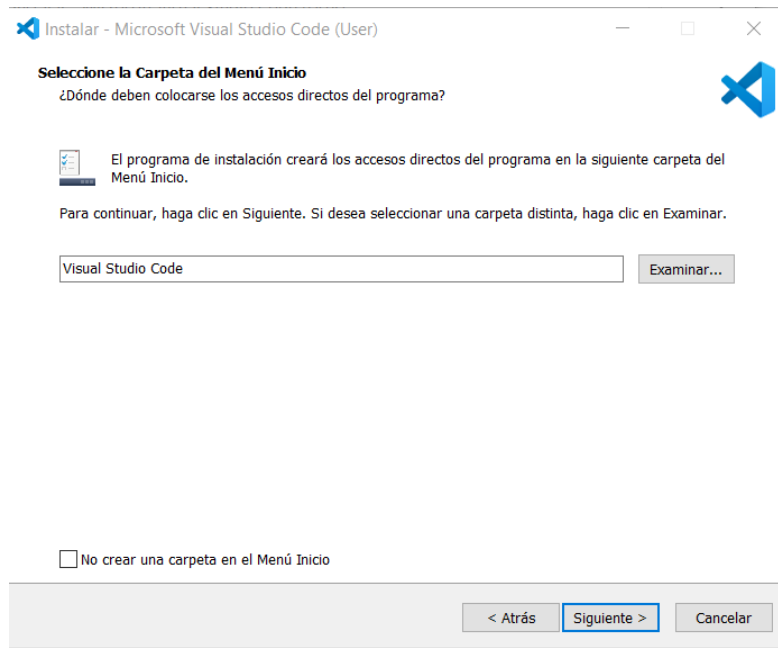 Instalar - Microsoft Visual Studio Code (User)
Seleccione la Carpeta del Menú Inicio
¿Dónde deben colocarse los accesos directos del programa?
El programa de instalación creará los accesos directos del programa en la siguiente carpeta del
Menú Inicio.
Para continuar, haga clic en Siguiente. Si desea seleccionar una carpeta distinta, haga clic en Examinar.
Visual Studio Code
Examinar...
No crear una carpeta en el Menú Inicio
< Atrás
Siguiente >
Cancelar